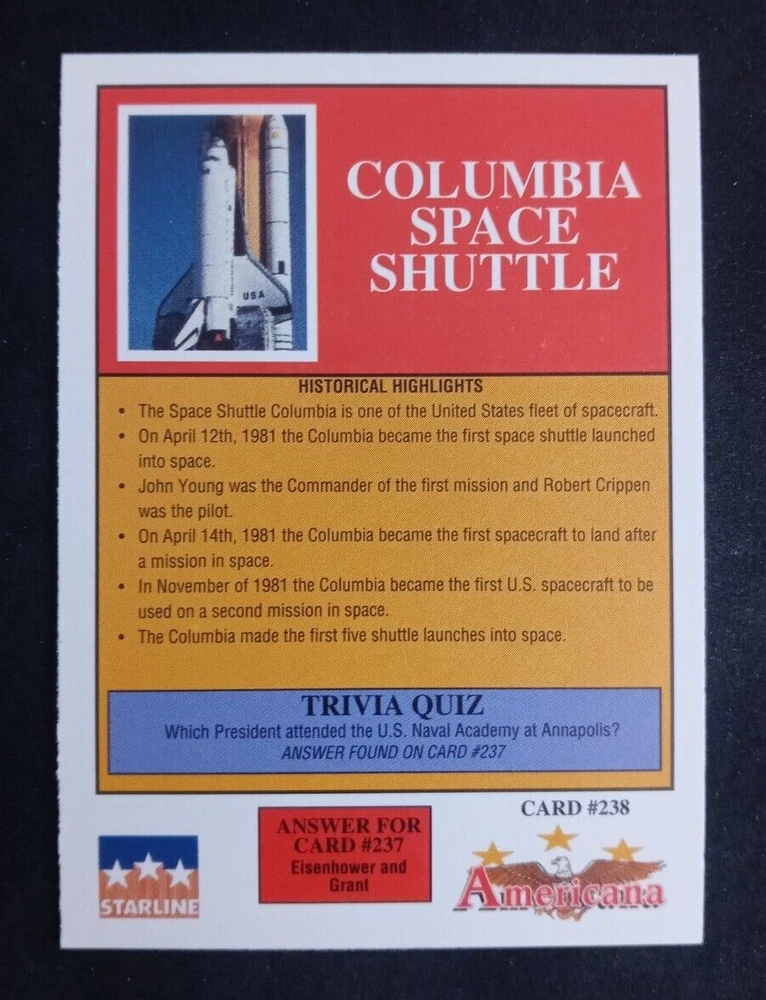 USA
COLUMBIA
SPACE
SHUTTLE
HISTORICAL HIGHLIGHTS
• The Space Shuttle Columbia is one of the United States fleet of spacecraft.
• On April 12th, 1981 the Columbia became the first space shuttle launched
into space.
• John Young was the Commander of the first mission and Robert Crippen
was the pilot.
• On April 14th, 1981 the Columbia became the first spacecraft to land after
a mission in space.
• In November of 1981 the Columbia became the first U.S. spacecraft to be
used on a second mission in space.
• The Columbia made the first five shuttle launches into space.
TRIVIA QUIZ
Which President attended the U.S. Naval Academy at Annapolis?
ANSWER FOUND ON CARD #237
CARD #238
ANSWER FOR
CARD #237
Eisenhower and
Grant
STARLINE
Americana